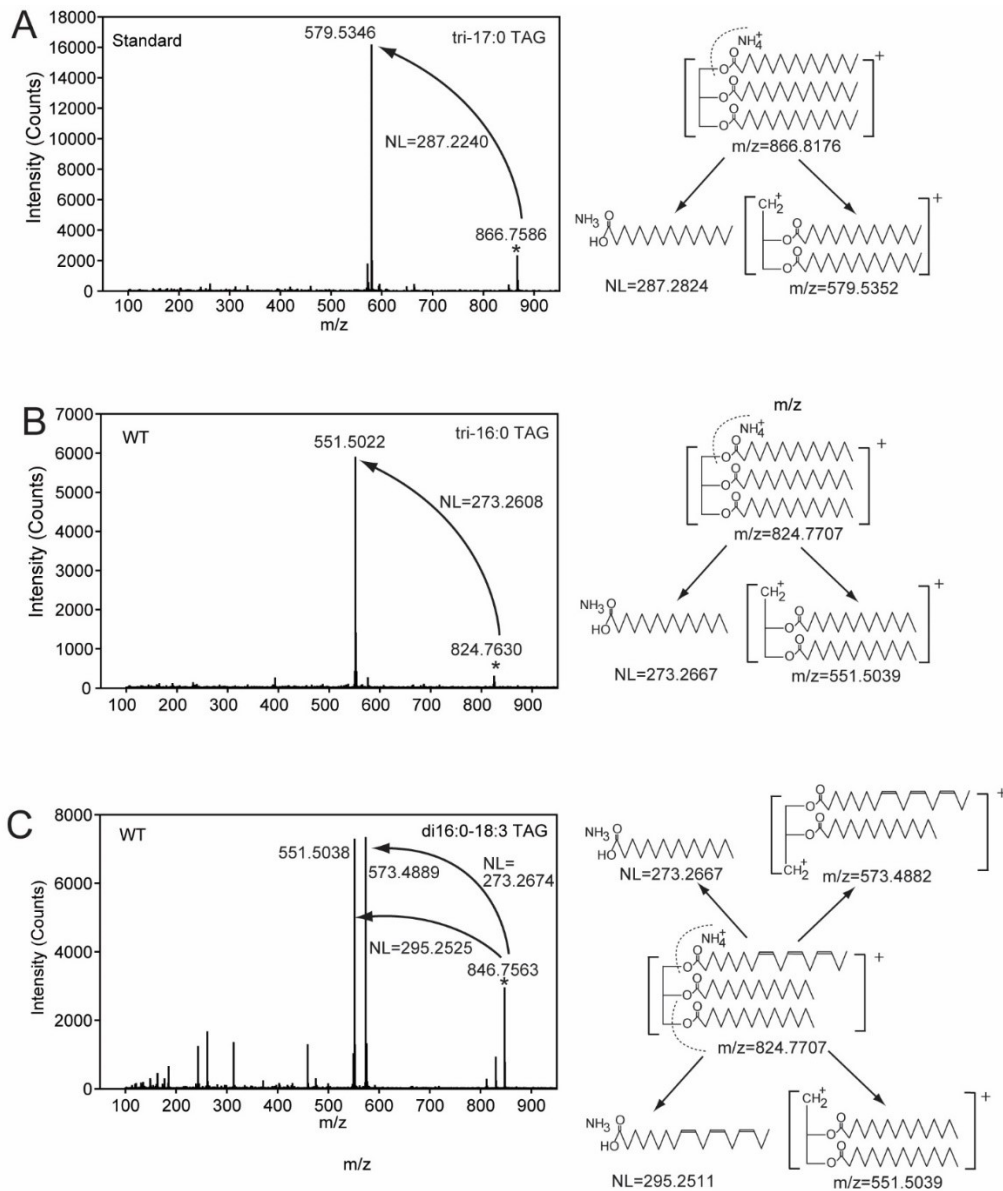 A
Standard
579.5346
tri-17:0 TAG
NL=287.2240
866.7586
*
Intensity (Counts)
18000
16000
14000
12000
10000
8000
6000
4000
2000
0
100 200 300 400 500 600 700 800 900
m/z
NH4+
O
O
O
O
O
O
+
m/z=866.8176
NH3 O
HO
NL=287.2824
CH2+
O
O
O
O
+
m/z=579.5352
B
WT
551.5022
tri-16:0 TAG
NL=273.2608
824.7630
*
Intensity (Counts)
7000
6000
5000
4000
3000
2000
1000
0
100 200 300 400 500 600 700 800 900
m/z
m/z
NH4+
O
O
O
O
O
O
+
m/z=824.7707
NH3 O
HO
NL=273.2667
CH2+
O
O
O
O
+
m/z=551.5039
C
WT
di16:0-18:3 TAG
551.5038
573.4889
NL=
273.2674
NL=295.2525
846.7563
*
Intensity (Counts)
8000
6000
4000
2000
0
100 200 300 400 500 600 700 800 900
m/z
NH3 O
HO
NL=273.2667
O
O
O
O
CH2+
+
m/z=573.4882
NH4+
O
O
O
O
O
O
+
m/z=824.7707
NH3 O
HO
NL=295.2511
CH2+
O
O
O
O
+
m/z=551.5039